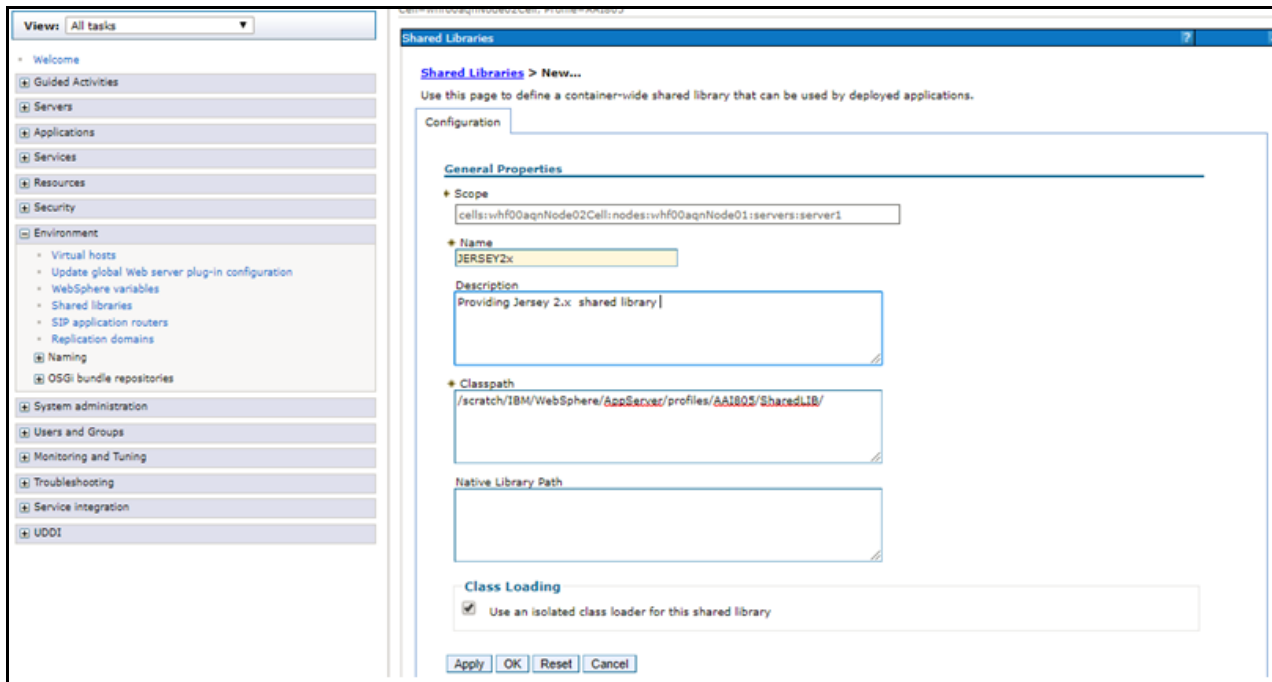 View: All tasks
Welcome
Guided Activities
Servers
Applications
Services
Resources
Security
Environment
Virtual hosts
Update global Web server plug-in configuration
WebSphere variables
Shared libraries
SIP application routers
Replication domains
Naming
OSGi bundle repositories
System administration
Users and Groups
Monitoring and Tuning
Troubleshooting
Service integration
UDDI
Cell=whf00aqnNode02Cell, Profile=AAI805
Shared Libraries ?
Shared Libraries > New...
Use this page to define a container-wide shared library that can be used by deployed applications.
Configuration
General Properties
Scope
cells:whf00aqnNode02Cell:nodes:whf00aqnNode01:servers:server1
Name
JERSEY2x
Description
Providing Jersey 2.x shared library
Classpath
/scratch/IBM/WebSphere/AppServer/profiles/AAI805/SharedLIB/
Native Library Path
Class Loading
Use an isolated class loader for this shared library
Apply OK Reset Cancel